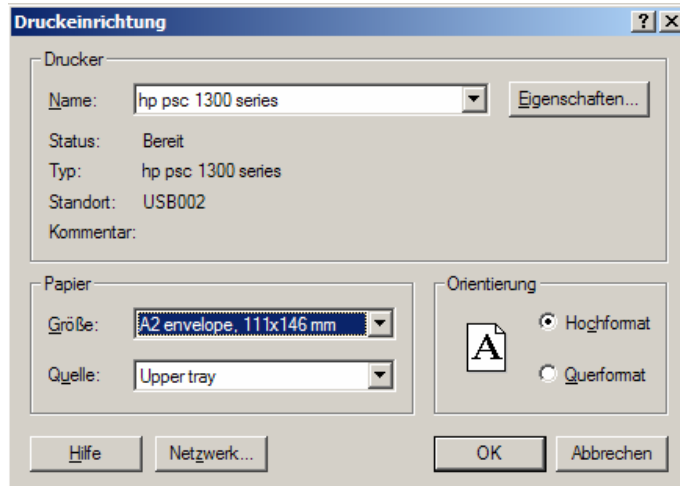 Druckeinrichtung
Drucker
Name: hp psc 1300 series Eigenschaften...
Status: Bereit
Typ: hp psc 1300 series
Standort: USB002
Kommentar:
Papier
Größe: A2 envelope, 111x146 mm
Quelle: Upper tray
Orientierung
A
Hochformat
Querformat
Hilfe Netzwerk... OK Abbrechen